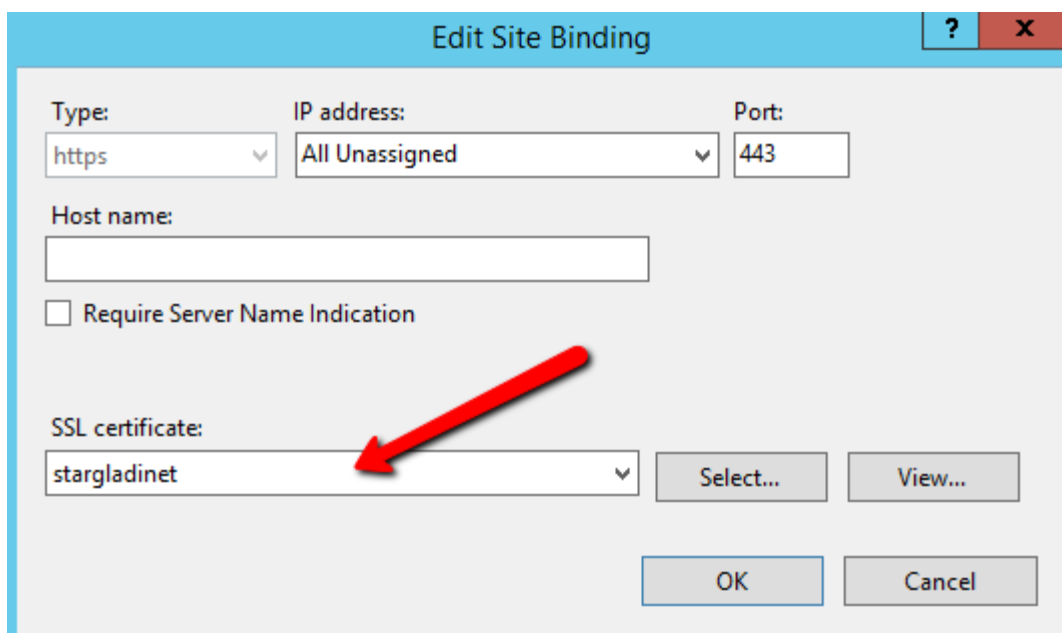 Edit Site Binding
? x
Type: IP address: Port:
https All Unassigned 443
Host name:
Require Server Name Indication
SSL certificate:
stargladinet Select... View...
OK Cancel